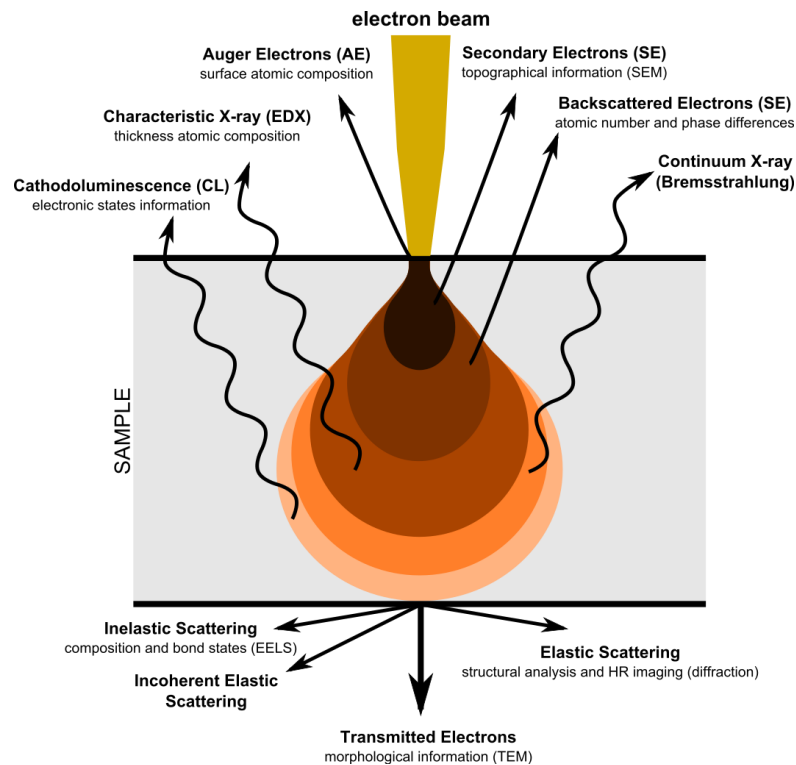 electron beam
Auger Electrons (AE)
surface atomic composition
Secondary Electrons (SE)
topographical information (SEM)
Characteristic X-ray (EDX)
thickness atomic composition
Backscattered Electrons (SE)
atomic number and phase differences
Cathodoluminescence (CL)
electronic states information
Continuum X-ray
(Bremsstrahlung)
SAMPLE
Inelastic Scattering
composition and bond states (EELS)
Incoherent Elastic
Scattering
Elastic Scattering
structural analysis and HR imaging (diffraction)
Transmitted Electrons
morphological information (TEM)